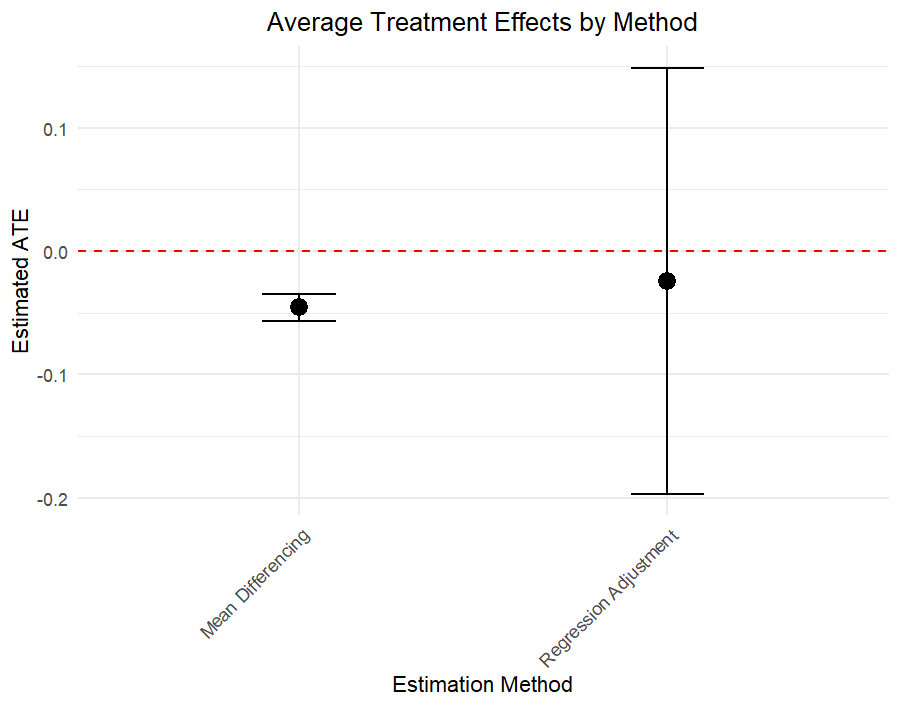 Average Treatment Effects by Method
Estimated ATE
0.1
0.0
-0.1
-0.2
Mean Differencing
Regression Adjustment
Estimation Method